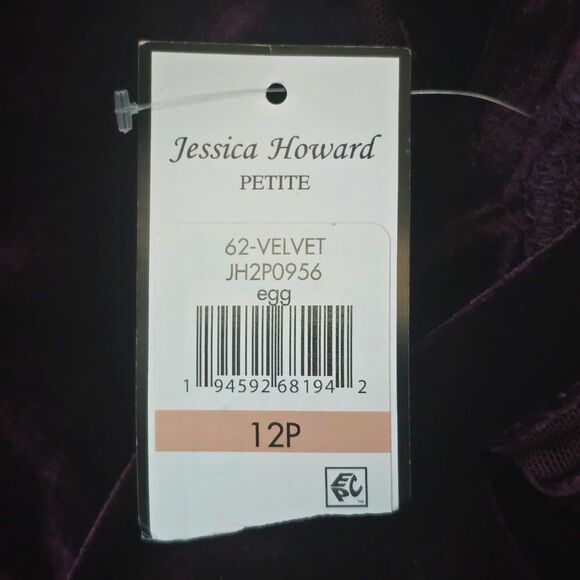 Jessica Howard
PETITE
62-VELVET
JH2P0956
egg
1 94592 68194 2
12P
EPC